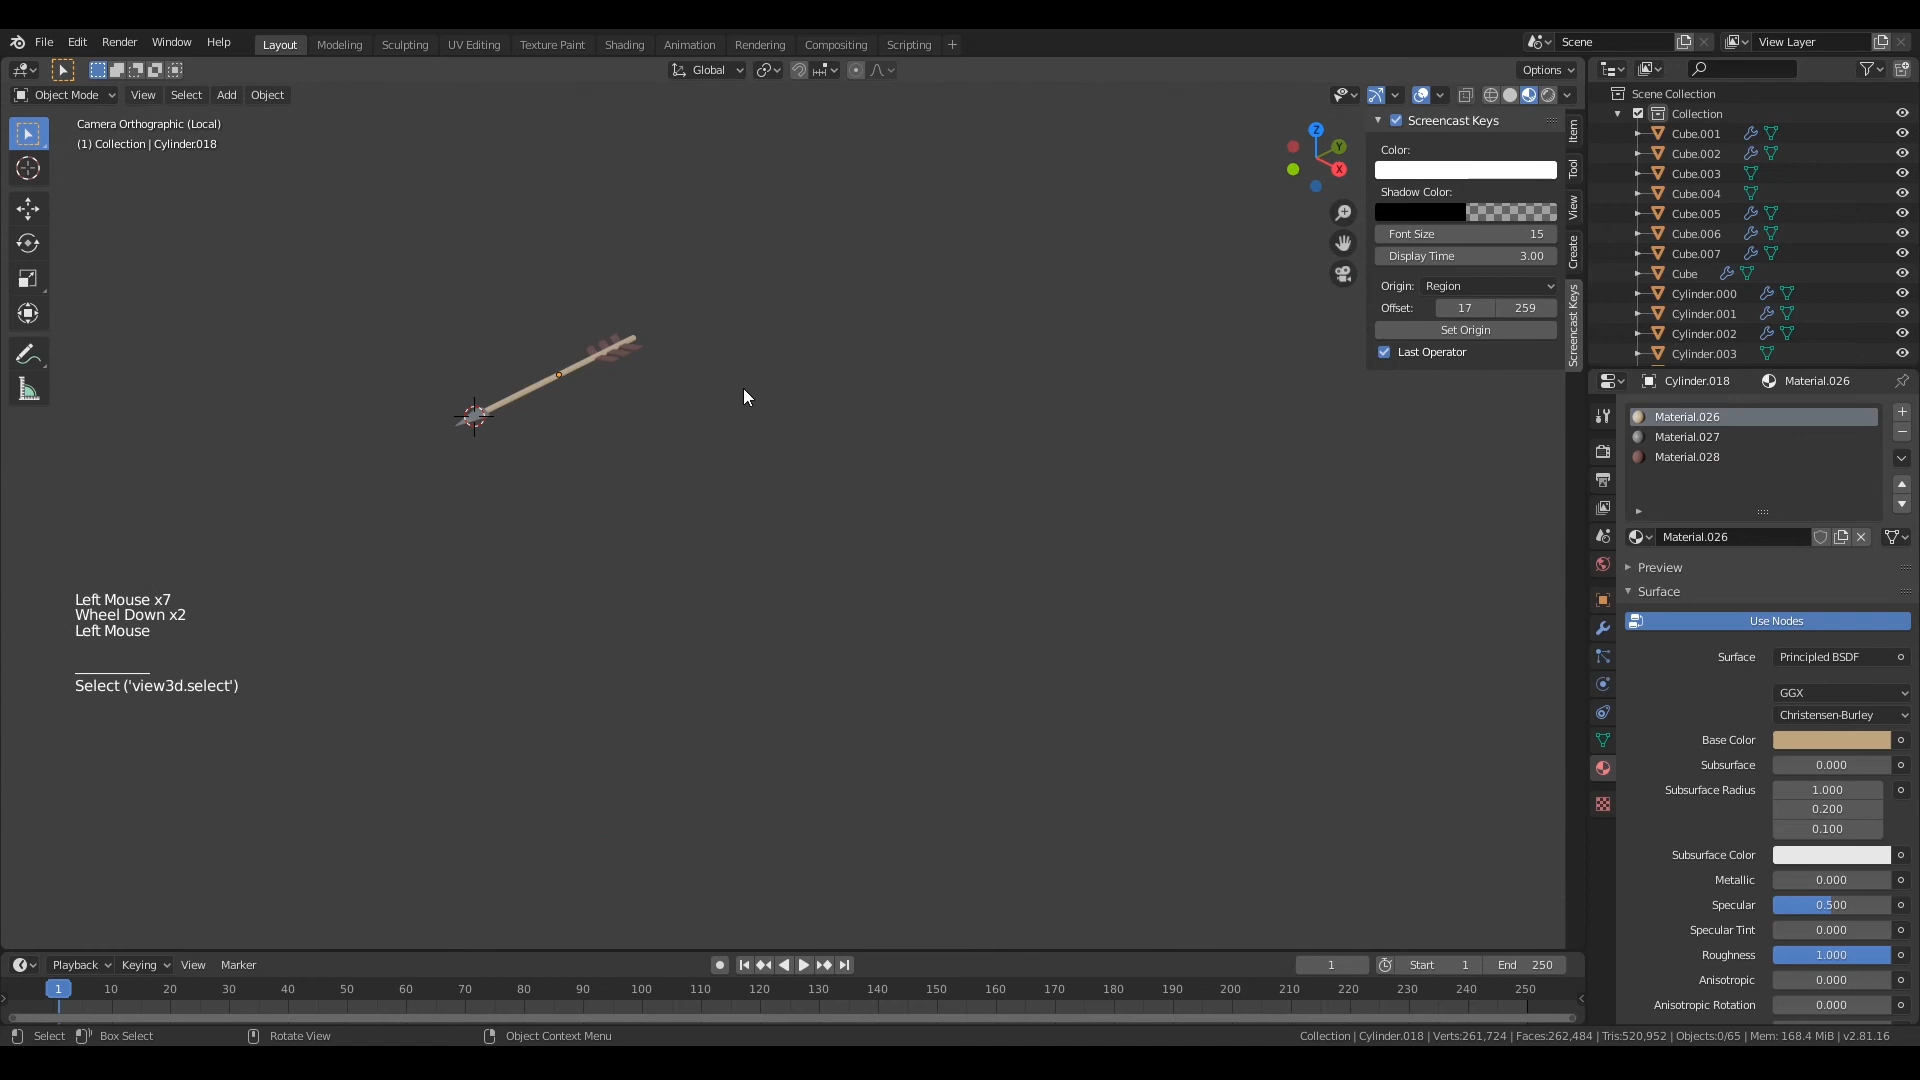 File Edit Render Window Help Layout Modeling Sculpting UV Editing Texture Paint Shading Animation Rendering Compositing Scripting + Scene View Layer
Global Options
Object Mode View Select Add Object
Camera Orthographic (Local)
(1) Collection | Cylinder.018
Z
Y
X
Screencast Keys
Color:
Shadow Color:
Font Size 15
Display Time 3.00
Origin: Region
Offset: 17 259
Set Origin
Last Operator
Item
Tool
View
Create
Screencast Keys
Scene Collection
Collection
Cube.001
Cube.002
Cube.003
Cube.004
Cube.005
Cube.006
Cube.007
Cube
Cylinder.000
Cylinder.001
Cylinder.002
Cylinder.003
Cylinder.018 Material.026
Material.026
Material.027
Material.028
Material.026
Preview
Surface
Use Nodes
Surface Principled BSDF
GGX
Christensen-Burley
Base Color
Subsurface 0.000
Subsurface Radius 1.000
0.200
0.100
Subsurface Color
Metallic 0.000
Specular 0.500
Specular Tint 0.000
Roughness 1.000
Anisotropic 0.000
Anisotropic Rotation 0.000
Left Mouse x7
Wheel Down x2
Left Mouse
Select ('view3d.select')
Playback Keying View Marker 1 Start 1 End 250
1 10 20 30 40 50 60 70 80 90 100 110 120 130 140 150 160 170 180 190 200 210 220 230 240 250
Select Box Select Rotate View Object Context Menu Collection | Cylinder.018 | Verts:261,724 | Faces:262,484 | Tris:520,952 | Objects:0/65 | Mem: 168.4 MiB | v2.81.16